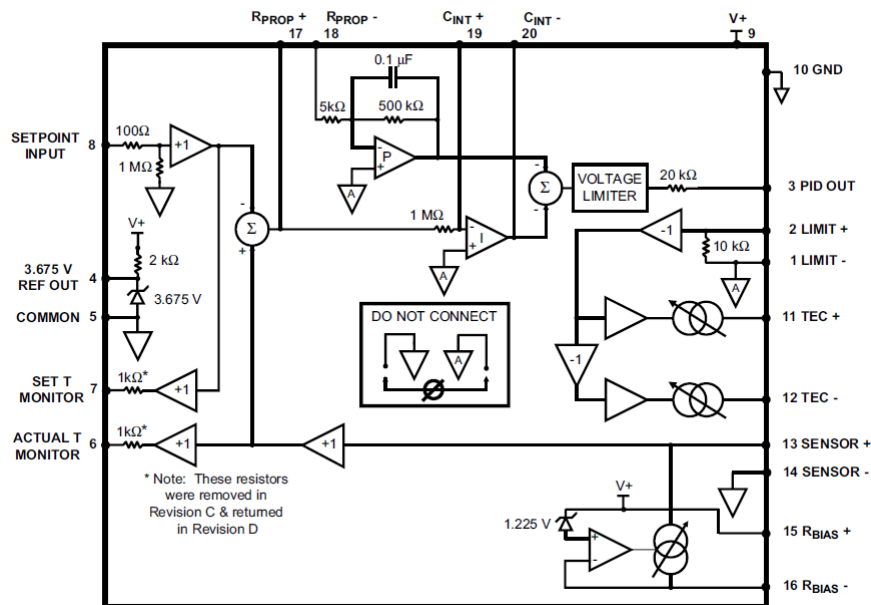 RPROP + RPROP - CINT + CINT - V+
17 18 19 20 9
10 GND
0.1 µF
5kΩ 500 kΩ
SETPOINT
INPUT
8
100Ω
+1
1 MΩ
P
- +
A
Σ
- -
VOLTAGE
LIMITER
20 kΩ
3 PID OUT
Σ
- +
1 MΩ
- +
I
A
-1
2 LIMIT +
10 kΩ
1 LIMIT -
A
V+
2 kΩ
3.675 V
REF OUT
4
3.675 V
COMMON 5
DO NOT CONNECT
A
11 TEC +
-1
SET T
MONITOR
7
1kΩ*
+1
12 TEC -
ACTUAL T
MONITOR
6
1kΩ*
+1
+1
13 SENSOR +
14 SENSOR -
* Note: These resistors
were removed in
Revision C & returned
in Revision D
V+
1.225 V
+ -
15 RBIAS +
16 RBIAS -